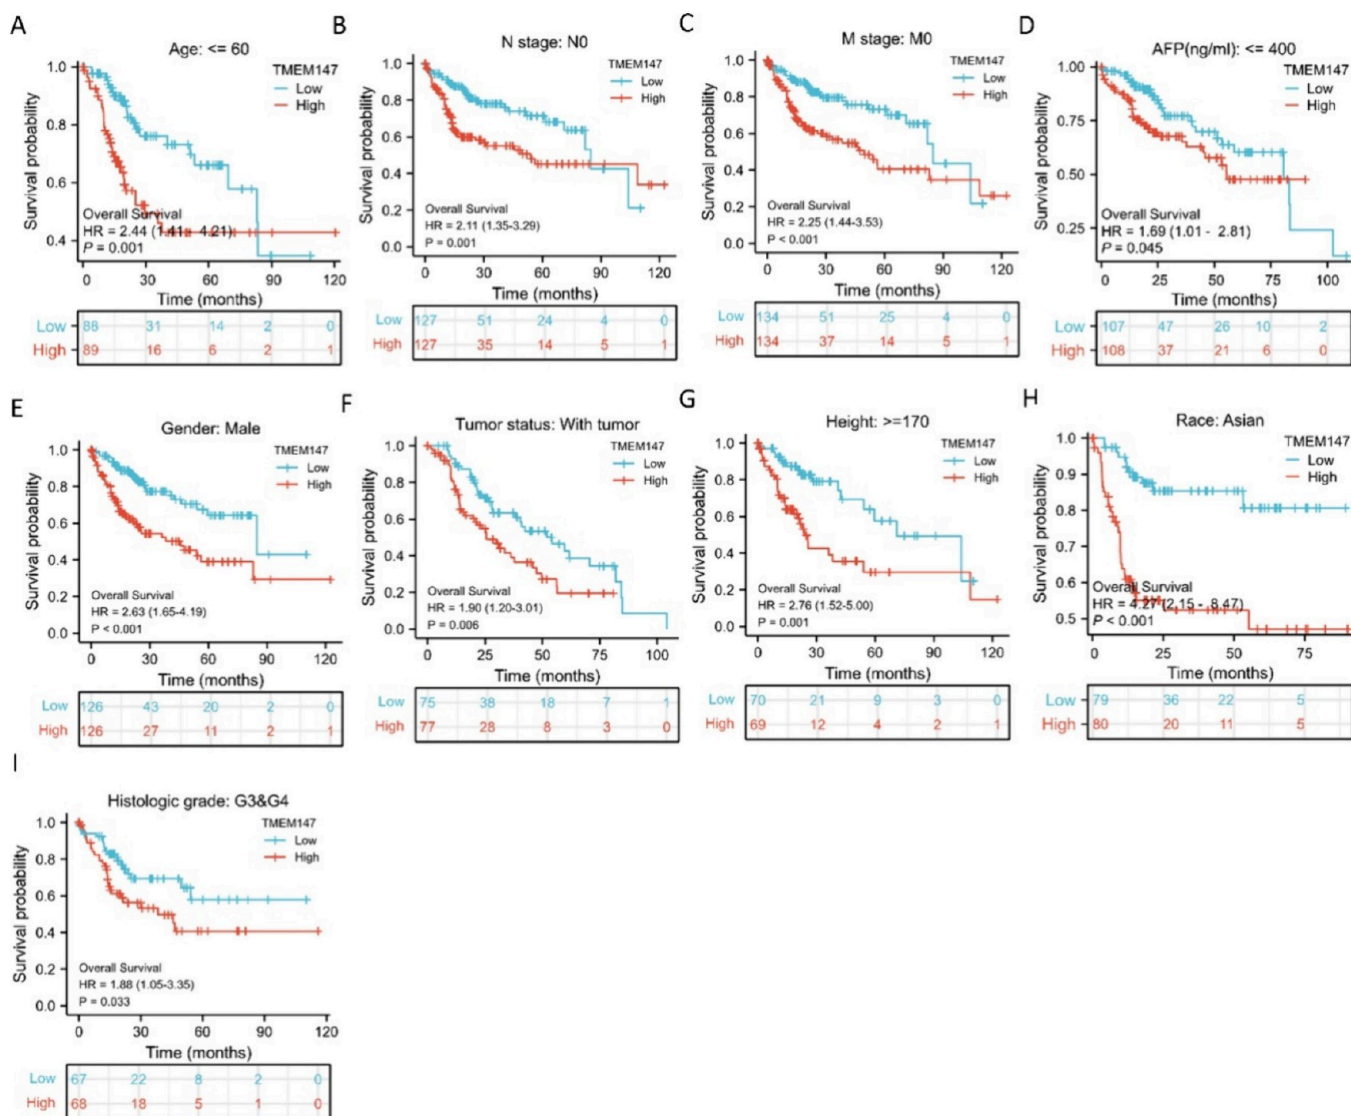 A
Age: <= 60
TMEM147
Low
High
Survival probability
1.0
0.8
0.6
0.4
Overall Survival
HR = 2.44 (1.41 - 4.21)
P = 0.001
0 30 60 90 120
Time (months)
Low 88 31 14 2 0
High 89 16 6 2 1
B
N stage: N0
TMEM147
Low
High
Survival probability
1.0
0.8
0.6
0.4
0.2
0.0
Overall Survival
HR = 2.11 (1.35-3.29)
P = 0.001
0 30 60 90 120
Time (months)
Low 127 51 24 4 0
High 127 35 14 5 1
C
M stage: M0
TMEM147
Low
High
Survival probability
1.0
0.8
0.6
0.4
0.2
0.0
Overall Survival
HR = 2.25 (1.44-3.53)
P < 0.001
0 30 60 90 120
Time (months)
Low 134 51 25 4 0
High 134 37 14 5 1
D
AFP(ng/ml): <= 400
TMEM147
Low
High
Survival probability
1.00
0.75
0.50
0.25
Overall Survival
HR = 1.69 (1.01 - 2.81)
P = 0.045
0 25 50 75 100
Time (months)
Low 107 47 26 10 2
High 108 37 21 6 0
E
Gender: Male
TMEM147
Low
High
Survival probability
1.0
0.8
0.6
0.4
0.2
0.0
Overall Survival
HR = 2.63 (1.65-4.19)
P < 0.001
0 30 60 90 120
Time (months)
Low 126 43 20 2 0
High 126 27 11 2 1
F
Tumor status: With tumor
TMEM147
Low
High
Survival probability
1.0
0.8
0.6
0.4
0.2
0.0
Overall Survival
HR = 1.90 (1.20-3.01)
P = 0.006
0 25 50 75 100
Time (months)
Low 75 38 18 7 1
High 77 28 8 3 0
G
Height: >=170
TMEM147
Low
High
Survival probability
1.0
0.8
0.6
0.4
0.2
0.0
Overall Survival
HR = 2.76 (1.52-5.00)
P = 0.001
0 30 60 90 120
Time (months)
Low 70 21 9 3 0
High 69 12 4 2 1
H
Race: Asian
TMEM147
Low
High
Survival probability
1.0
0.9
0.8
0.7
0.6
0.5
Overall Survival
HR = 4.27 (2.15 - 8.47)
P < 0.001
0 25 50 75
Time (months)
Low 79 36 22 5
High 80 20 11 5
I
Histologic grade: G3&G4
TMEM147
Low
High
Survival probability
1.0
0.8
0.6
0.4
0.2
0.0
Overall Survival
HR = 1.88 (1.05-3.35)
P = 0.033
0 30 60 90 120
Time (months)
Low 67 22 8 2 0
High 68 18 5 1 0